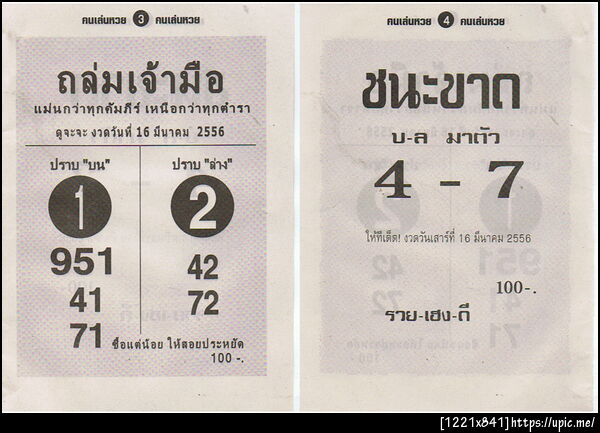 คนเล่นหวย 3 คนเล่นหวย
ถล่มเจ้ามือ
แม่นกว่าทุกคัมภีร์ เหนือกว่าทุกตำรา
ดูจะจะ งวดวันที่ 16 มีนาคม 2556
ปราบ "บน"
1
951
41
71
ปราบ "ล่าง"
2
42
72
ซื้อแต่น้อย ให้สอยประหยัด
100 -.
คนเล่นหวย 4 คนเล่นหวย
ชนะขาด
บ-ล มาตัว
4 - 7
ให้ทีเด็ด! งวดวันเสาร์ที่ 16 มีนาคม 2556
100-.
รวย-เฮง-ดี
[1221x841]https://upic.me/